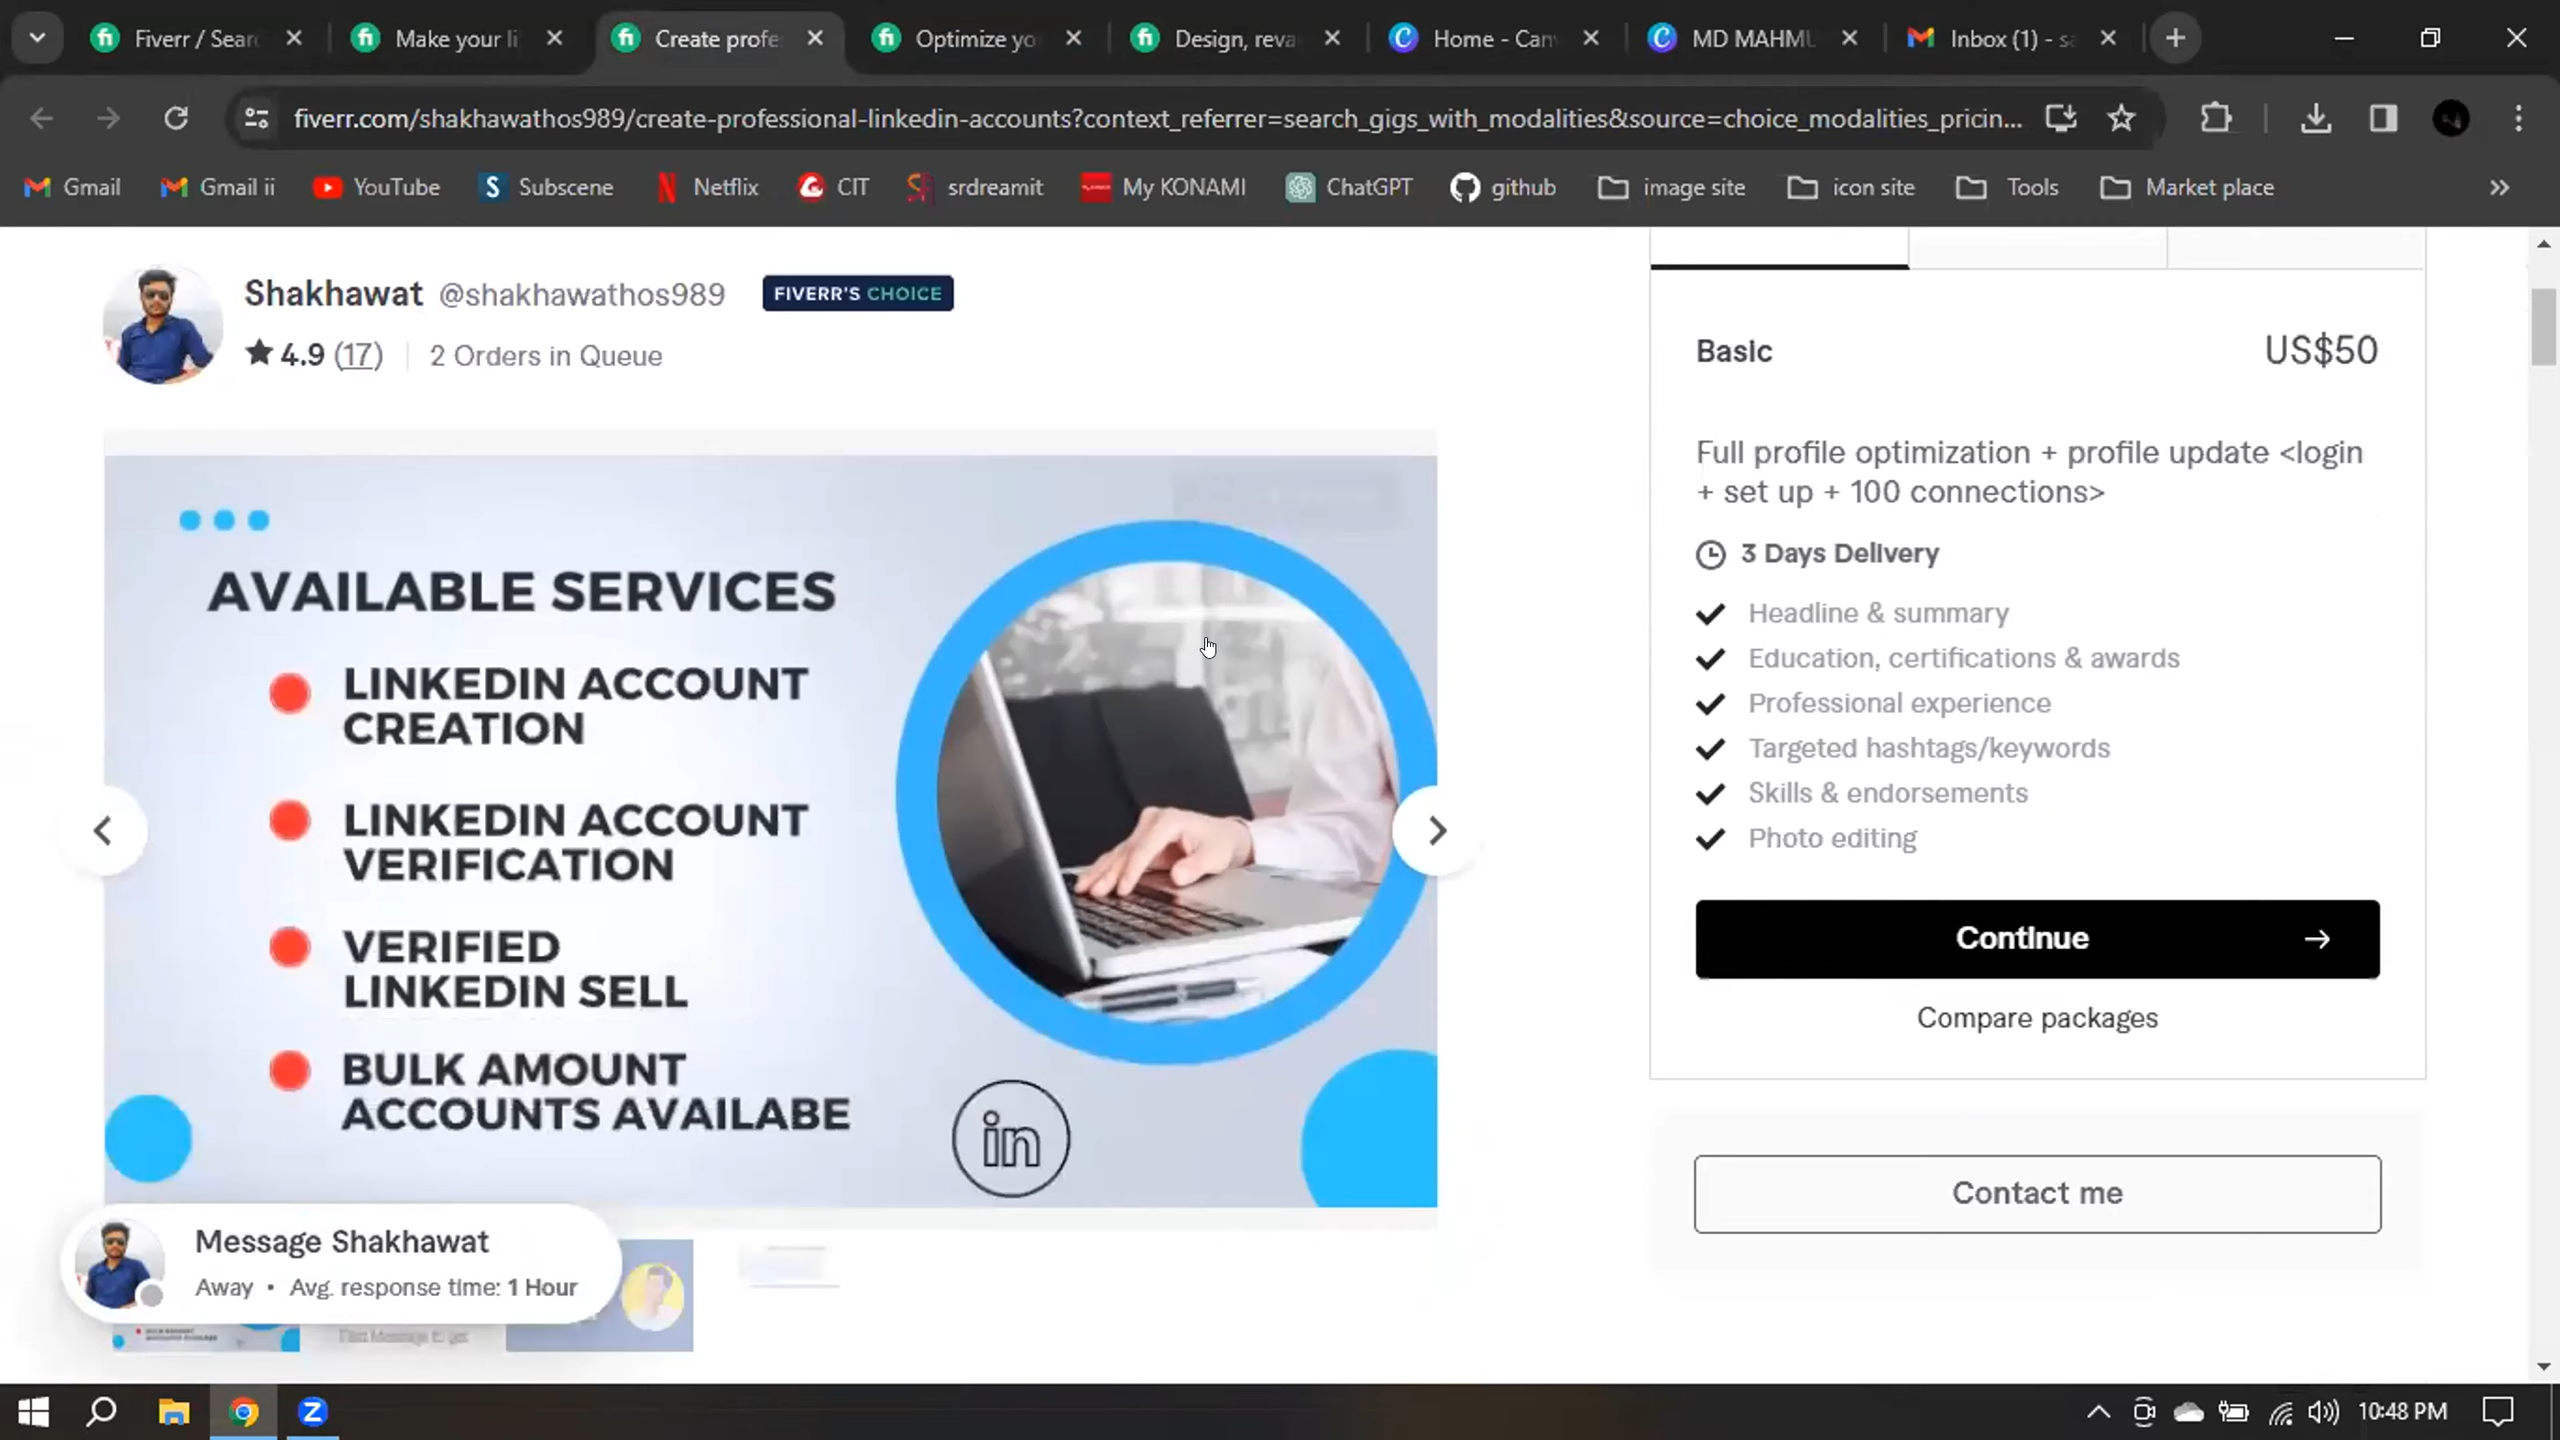 Fiverr / Sear
Make your li
Create profe
Optimize yo
Design, reva
Home - Can
MD MAHMU
Inbox (1) - sa
fiverr.com/shakhawathos989/create-professional-linkedin-accounts?context_referrer=search_gigs_with_modalities&source=choice_modalities_pricin...
Gmail
Gmail ii
YouTube
Subscene
Netflix
CIT
srdreamit
My KONAMI
ChatGPT
github
image site
icon site
Tools
Market place
Shakhawat @shakhawathos989 FIVERR'S CHOICE
4.9 (17) 2 Orders in Queue
AVAILABLE SERVICES
LINKEDIN ACCOUNT
CREATION
LINKEDIN ACCOUNT
VERIFICATION
VERIFIED
LINKEDIN SELL
BULK AMOUNT
ACCOUNTS AVAILABE
in
Message Shakhawat
Away • Avg. response time: 1 Hour
Basic US$50
Full profile optimization + profile update <login
+ set up + 100 connections>
3 Days Delivery
Headline & summary
Education, certifications & awards
Professional experience
Targeted hashtags/keywords
Skills & endorsements
Photo editing
Continue
Compare packages
Contact me
10:48 PM